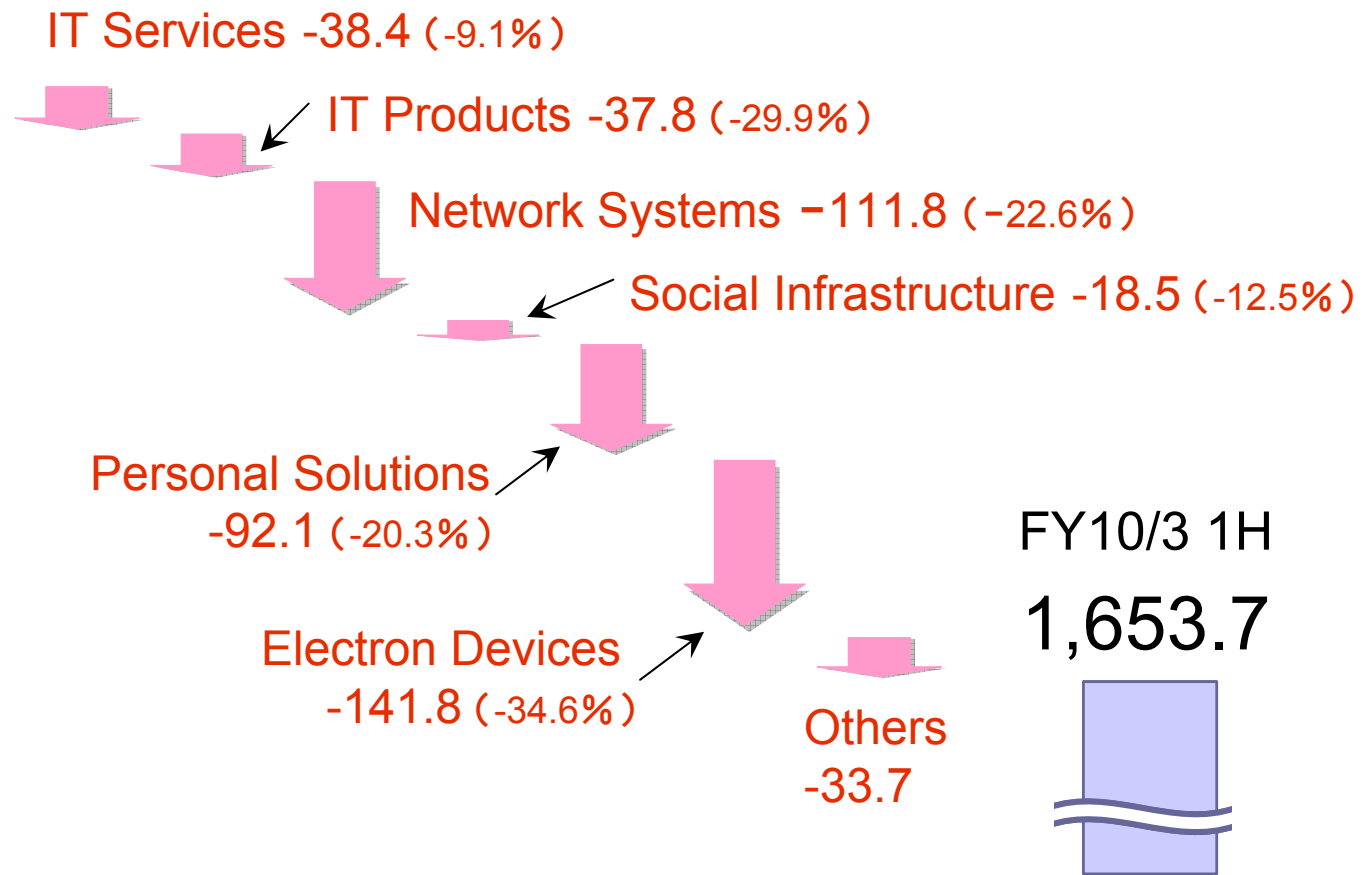 IT Services -38.4 (-9.1%)
IT Products -37.8 (-29.9%)
Network Systems −111.8 (−22.6%)
Social Infrastructure -18.5 (-12.5%)
Personal Solutions
-92.1 (-20.3%)
FY10/3 1H
1,653.7
Electron Devices
-141.8 (-34.6%)
Others
-33.7